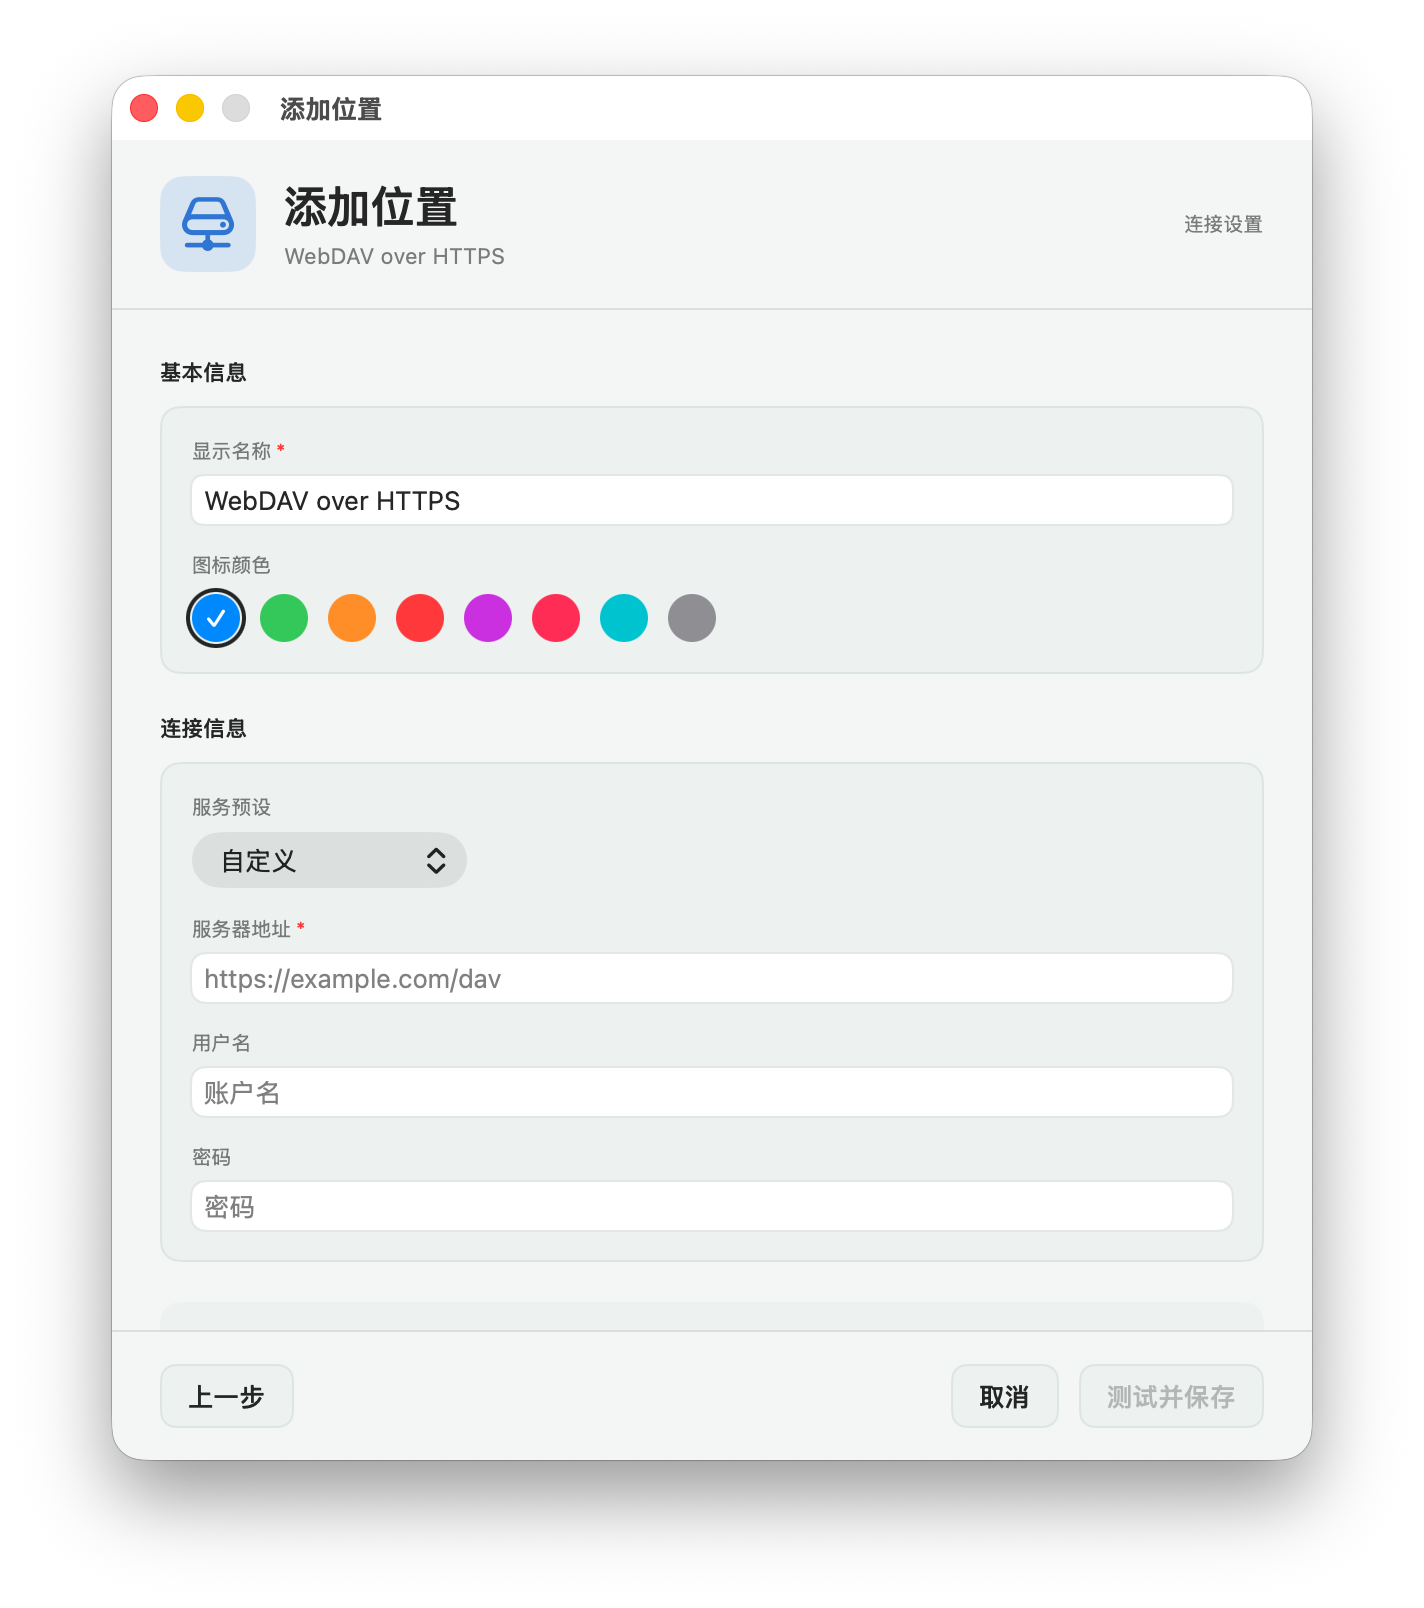 添加位置
添加位置
WebDAV over HTTPS
连接设置
基本信息
显示名称 *
WebDAV over HTTPS
图标颜色
连接信息
服务预设
自定义
服务器地址 *
https://example.com/dav
用户名
账户名
密码
密码
上一步
取消
测试并保存